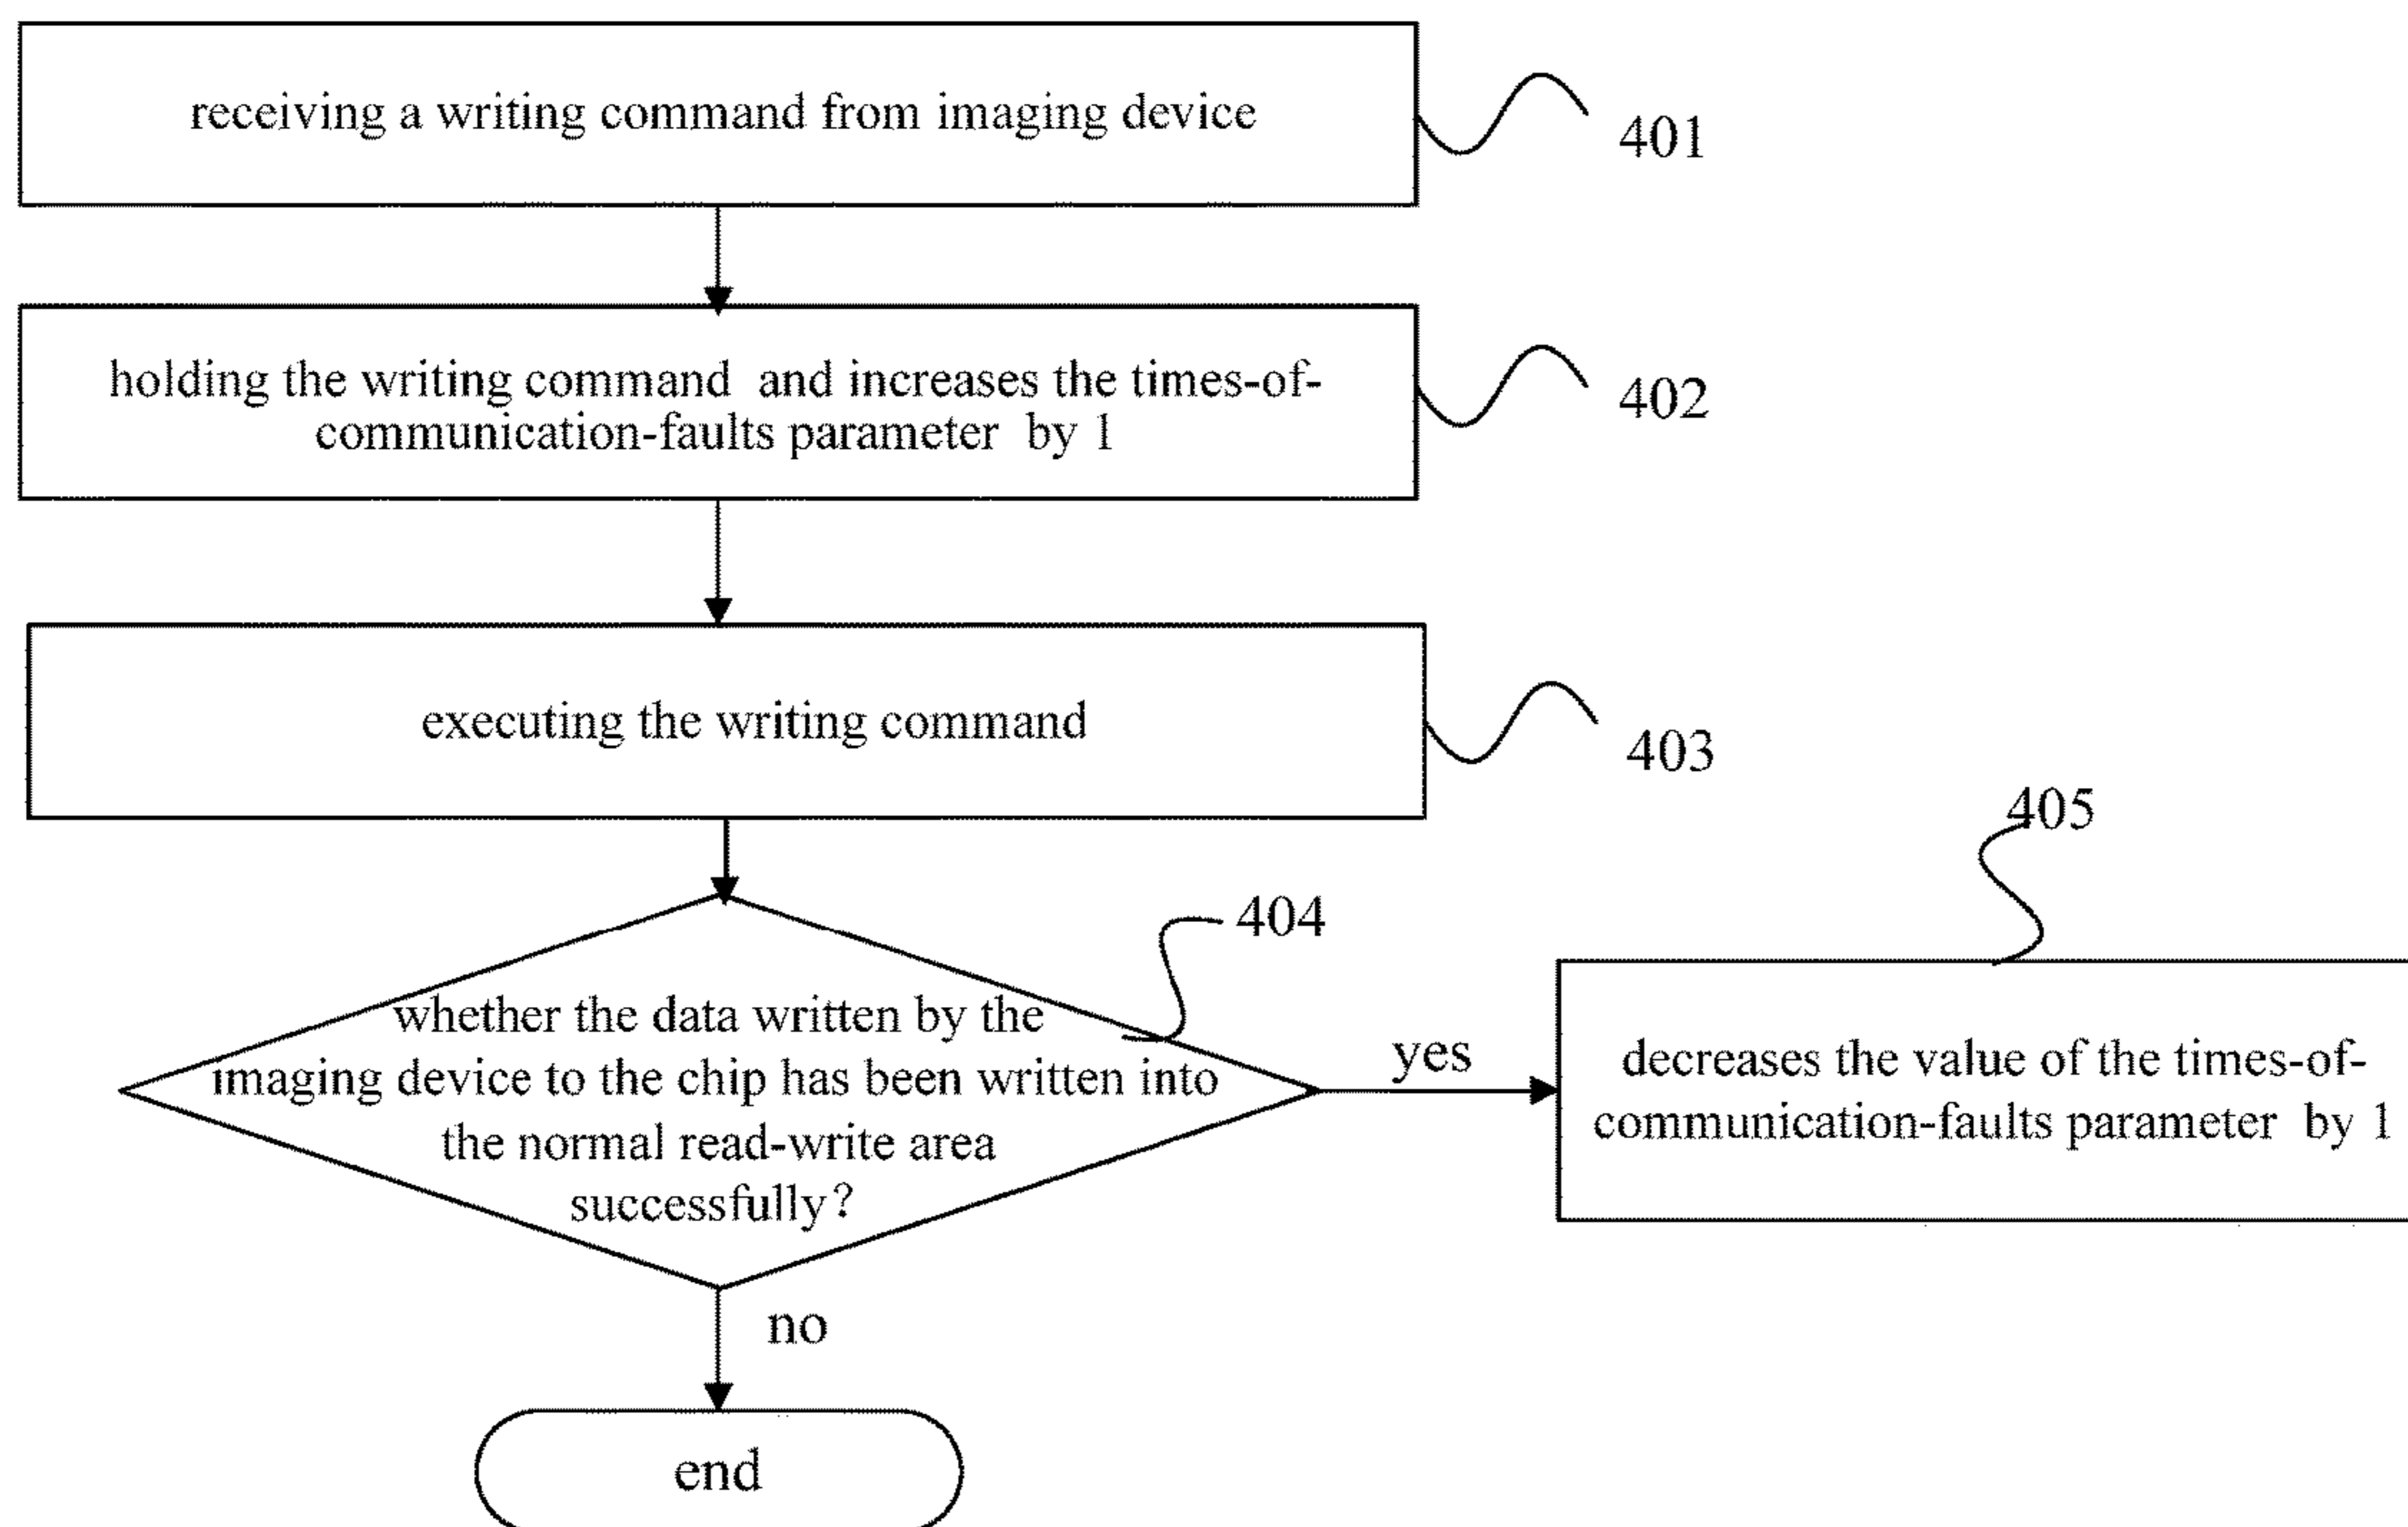 receiving a writing command from imaging device
401
holding the writing command and increases the times-of-
communication-faults parameter by 1
402
executing the writing command
403
404
whether the data written by the
imaging device to the chip has been written into
the normal read-write area
successfully?
yes
405
decreases the value of the times-of-
communication-faults parameter by 1
no
end